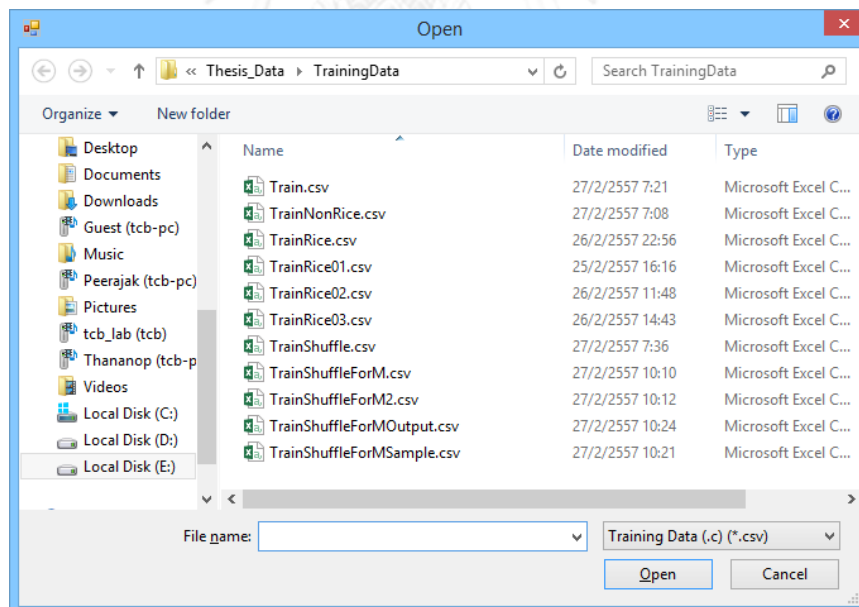 Open
« Thesis_Data TrainingData Search TrainingData
Organize New folder
Desktop
Documents
Downloads
Guest (tcb-pc)
Music
Peerajak (tcb-pc)
Pictures
tcb_lab (tcb)
Thananop (tcb-p
Videos
Local Disk (C:)
Local Disk (D:)
Local Disk (E:)
Name Date modified Type
Train.csv 27/2/2557 7:21 Microsoft Excel C...
TrainNonRice.csv 27/2/2557 7:08 Microsoft Excel C...
TrainRice.csv 26/2/2557 22:56 Microsoft Excel C...
TrainRice01.csv 25/2/2557 16:16 Microsoft Excel C...
TrainRice02.csv 26/2/2557 11:48 Microsoft Excel C...
TrainRice03.csv 26/2/2557 14:43 Microsoft Excel C...
TrainShuffle.csv 27/2/2557 7:36 Microsoft Excel C...
TrainShuffleForM.csv 27/2/2557 10:10 Microsoft Excel C...
TrainShuffleForM2.csv 27/2/2557 10:12 Microsoft Excel C...
TrainShuffleForMOutput.csv 27/2/2557 10:24 Microsoft Excel C...
TrainShuffleForMSample.csv 27/2/2557 10:21 Microsoft Excel C...
File name: Training Data (.c) (*.csv)
Open Cancel